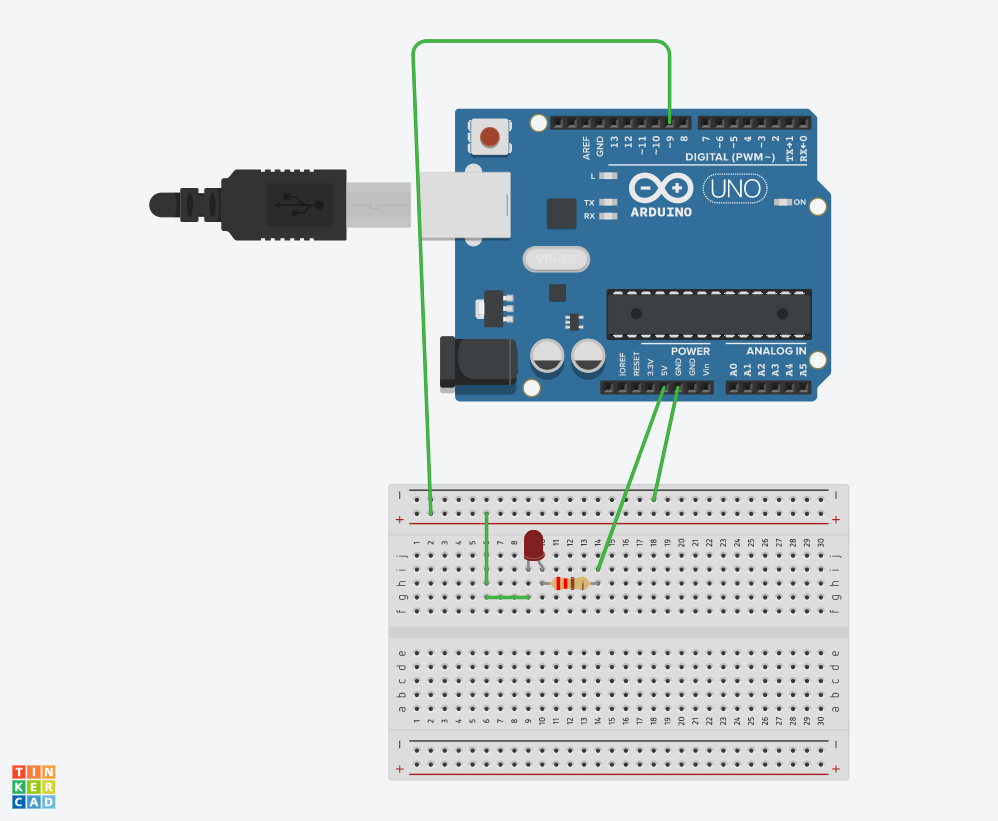 AREF
GND
13
12
~11
~10
~9
8
7
~6
~5
4
~3
2
TX→1
RX←0
DIGITAL (PWM~)
L
TX
RX
ARDUINO
UNO
ON
POWER
ANALOG IN
IOREF
RESET
3.3V
5V
GND
GND
Vin
A0
A1
A2
A3
A4
A5
− −
+ +
1 2 3 4 5 6 7 8 11 12 13 14 15 16 17 18 19 20 21 22 23 24 25 26 27 28 29 30
j j
i i
h h
g g
f f
e e
d d
c c
b b
a a
1 2 3 4 5 6 7 8 9 10 11 12 13 14 15 16 17 18 19 20 21 22 23 24 25 26 27 28 29 30
− −
+ +
TIN
KER
CAD